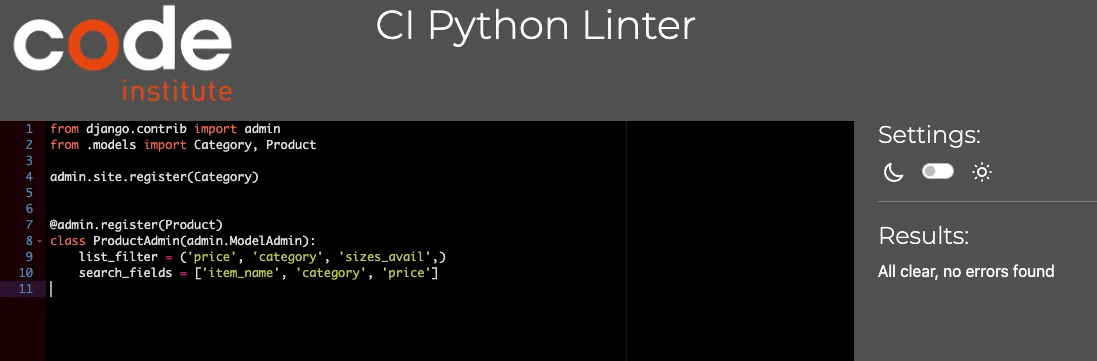 code
institute
CI Python Linter
1 from django.contrib import admin
2 from .models import Category, Product
3
4 admin.site.register(Category)
5
6
7 @admin.register(Product)
8 class ProductAdmin(admin.ModelAdmin):
9     list_filter = ('price', 'category', 'sizes_avail',)
10     search_fields = ['item_name', 'category', 'price']
11
Settings:
Results:
All clear, no errors found